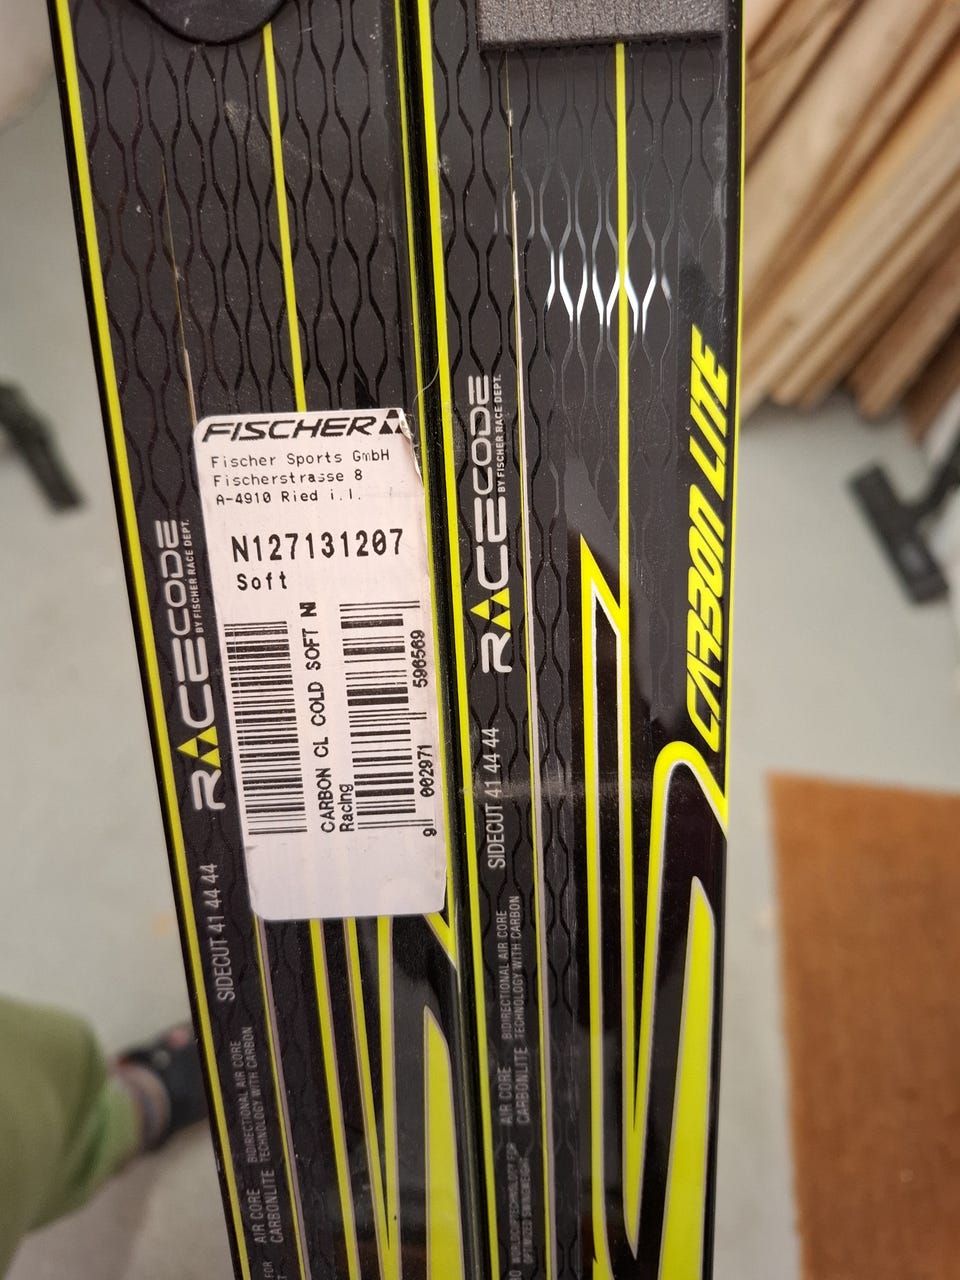 FISCHER
Fischer Sports GmbH
Fischerstrasse 8
A-4910 Ried i.I.
N127131207
Soft
CARBON CL COLD SOFT N
Racing
9 002971 596569
RACECODE
BY FISCHER RACE DEPT.
SIDECUT 41 44 44
AIR CORE BIDIRECTIONAL AIR CORE
CARBONLITE TECHNOLOGY WITH CARBON
FOR
RACECODE
BY FISCHER RACE DEPT.
SIDECUT 41 44 44
AIR CORE BIDIRECTIONAL AIR CORE
CARBONLITE TECHNOLOGY WITH CARBON
CARBON LITE